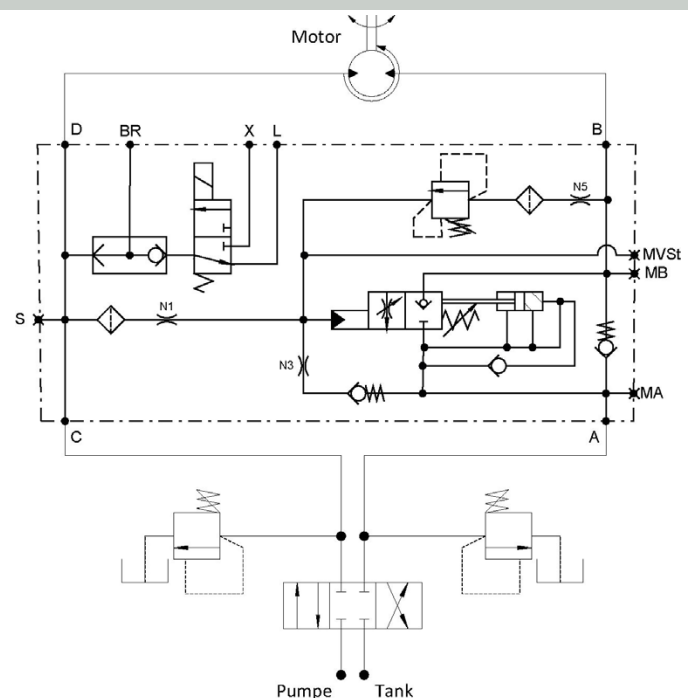 Motor
D BR X L B
N5
MVSt
MB
S N1
N3
MA
C A
Pumpe Tank